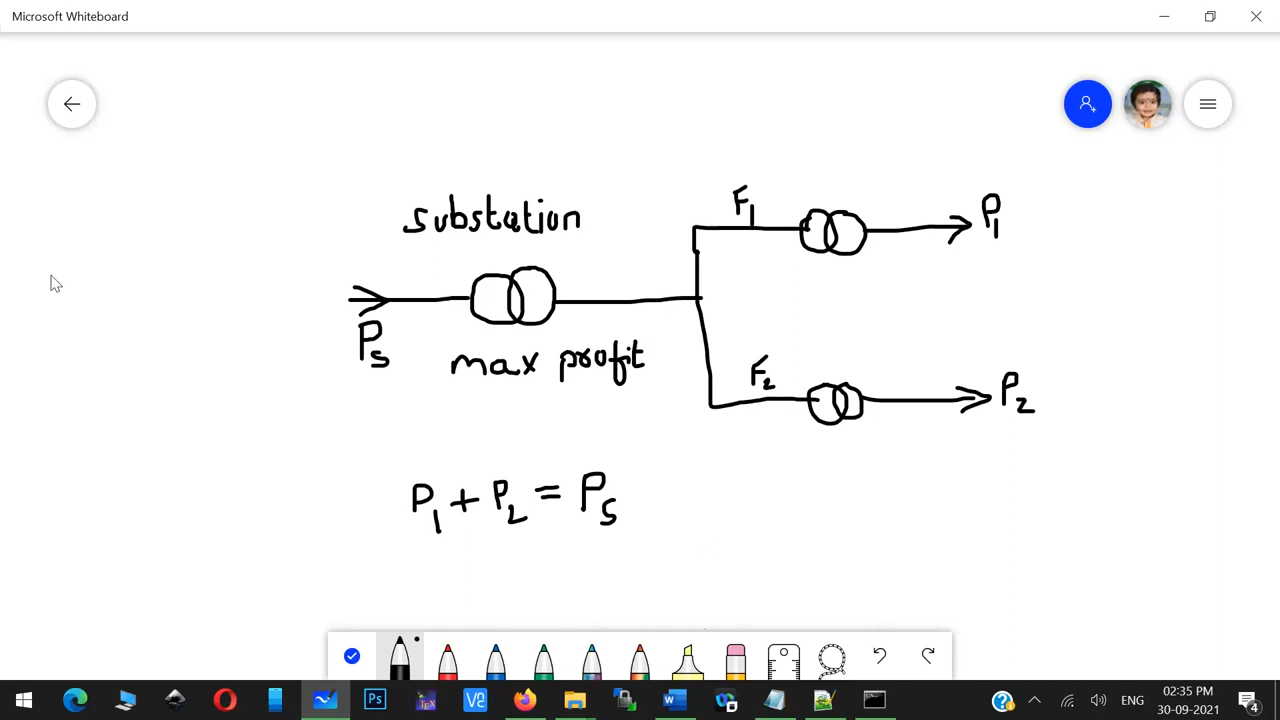 Microsoft Whiteboard
substation
F1
P1
Ps
max profit
F2
P2
P1 + P2 = Ps
ENG
02:35 PM
30-09-2021
4